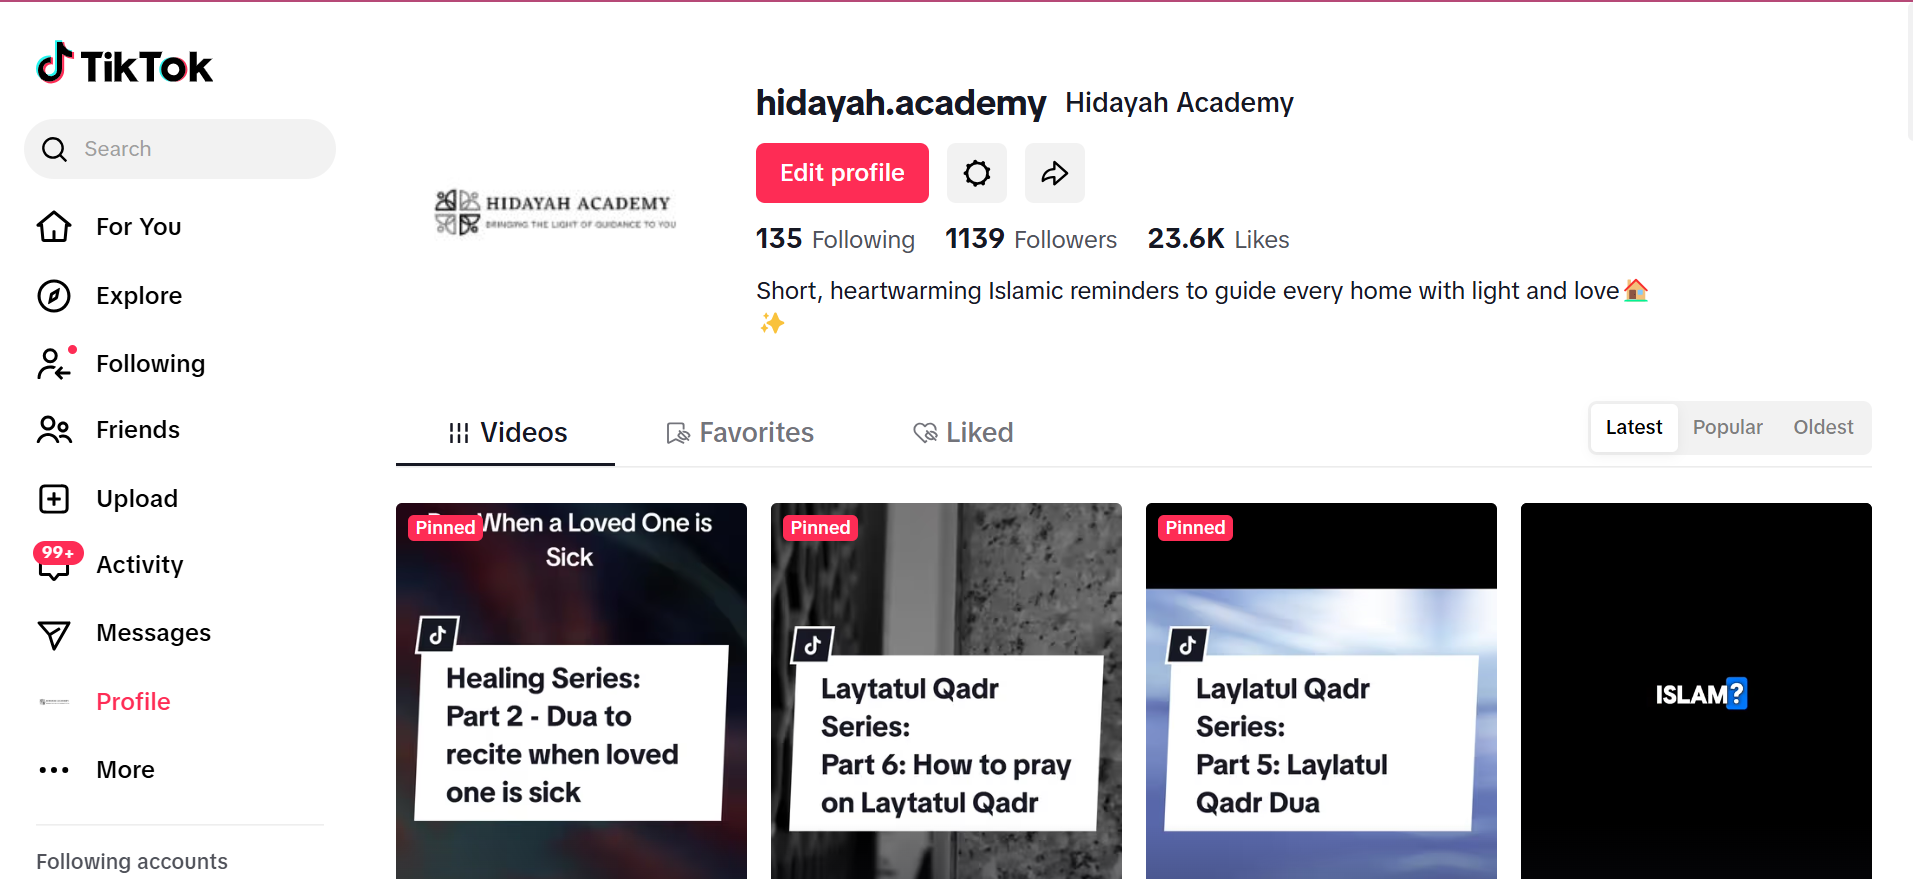 TikTok
Search
For You
Explore
Following
Friends
Upload
99+
Activity
Messages
Profile
More
Following accounts
HIDAYAH ACADEMY
BRINGING THE LIGHT OF GUIDANCE TO YOU
hidayah.academy Hidayah Academy
Edit profile
135 Following 1139 Followers 23.6K Likes
Short, heartwarming Islamic reminders to guide every home with light and love🏠
✨
Videos Favorites Liked
Latest Popular Oldest
Pinned
When a Loved One is
Sick
Healing Series:
Part 2 - Dua to
recite when loved
one is sick
Pinned
Laytatul Qadr
Series:
Part 6: How to pray
on Laytatul Qadr
Pinned
Laylatul Qadr
Series:
Part 5: Laylatul
Qadr Dua
ISLAM?